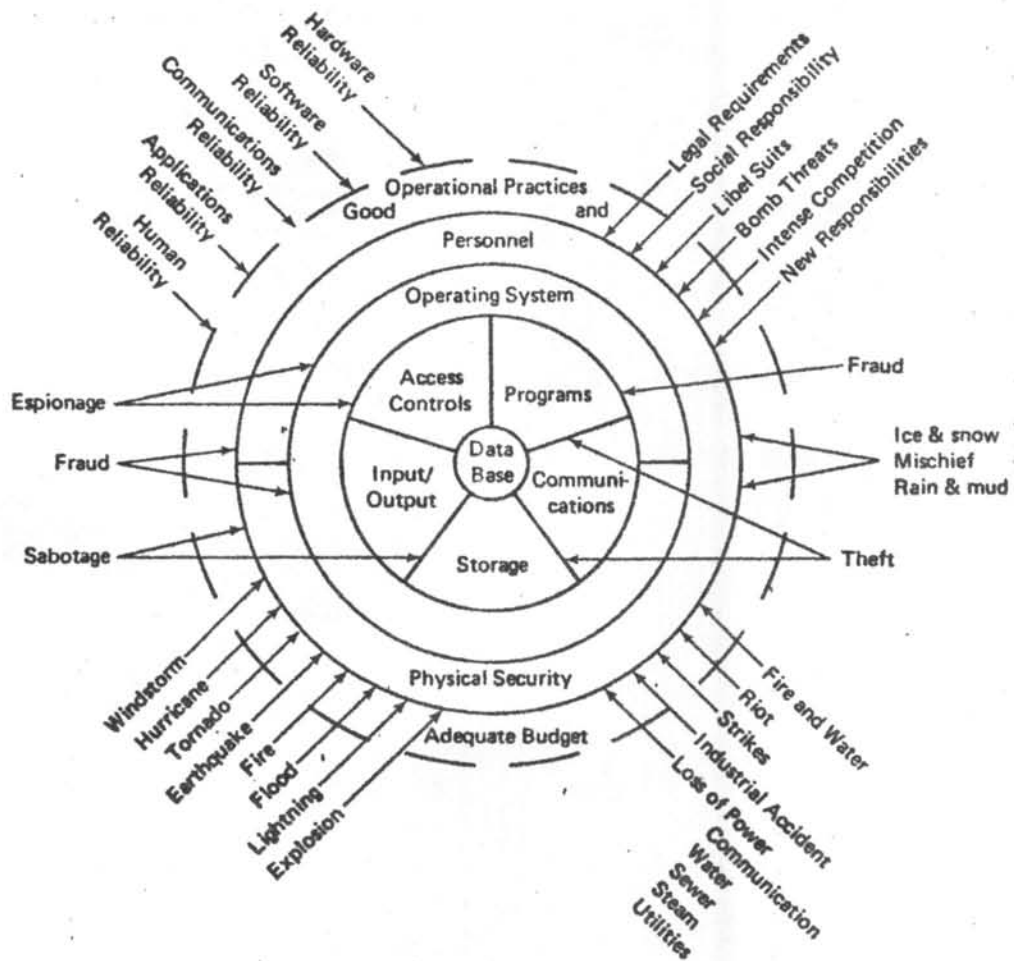 Hardware
Reliability
Software
Reliability
Communications
Reliability
Applications
Reliability
Human
Reliability
Legal Requirements
Social Responsibility
Libel Suits
Bomb Threats
Intense Competition
New Responsibilities
Operational Practices
Good and
Personnel
Operating System
Access
Controls
Programs
Data
Base
Input/
Output
Communi-
cations
Storage
Espionage
Fraud
Sabotage
Fraud
Ice & snow
Mischief
Rain & mud
Theft
Physical Security
Adequate Budget
Windstorm
Hurricane
Tornado
Earthquake
Fire
Flood
Lightning
Explosion
Fire and Water
Riot
Strikes
Industrial Accident
Loss of Power
Communication
Water
Sewer
Steam
Utilities